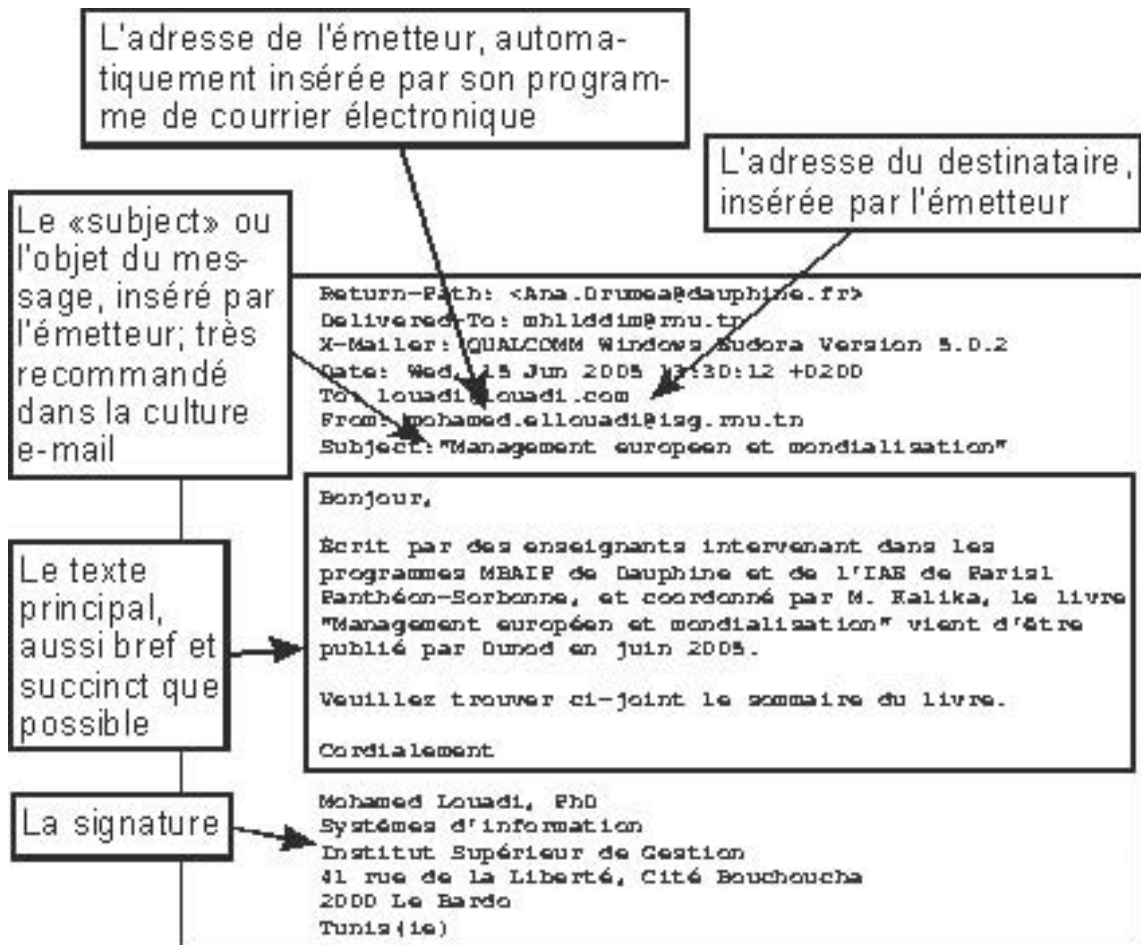 L'adresse de l'émetteur, automa-
tiquement insérée par son program-
me de courrier électronique
L'adresse du destinataire,
insérée par l'émetteur
Le «subject» ou
l'objet du mes-
sage, inséré par
l'émetteur; très
recommandé
dans la culture
e-mail
Return-Path: <Ana.Drumea@dauphine.fr>
Delivered-To: mhllddim@rnu.tn
X-Mailer: QUALCOMM Windows Eudora Version 5.0.2
Date: Wed, 15 Jun 2005 13:30:12 +0200
To: louadi@louadi.com
From: mohamed.ellouadi@isg.rnu.tn
Subject:"Management europeen et mondialisation"
Bonjour,
Écrit par des enseignants intervenant dans les
programmes MBAIP de Dauphine et de l'IAE de Paris1
Panthéon-Sorbonne, et coordonné par M. Kalika, le livre
"Management européen et mondialisation" vient d'être
publié par Dunod en juin 2005.
Veuillez trouver ci-joint le sommaire du livre.
Cordialement
Le texte
principal,
aussi bref et
succinct que
possible
La signature
Mohamed Louadi, PhD
Systèmes d'information
Institut Supérieur de Gestion
41 rue de la Liberté, Cité Bouchoucha
2000 Le Bardo
Tunis(ie)